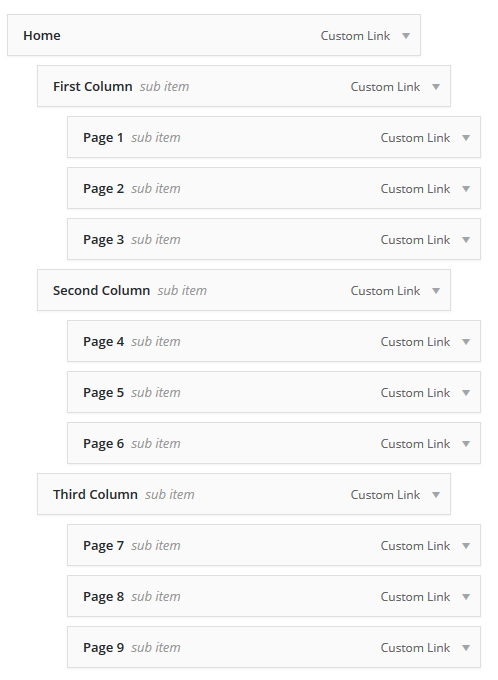 Home Custom Link
First Column sub item Custom Link
Page 1 sub item Custom Link
Page 2 sub item Custom Link
Page 3 sub item Custom Link
Second Column sub item Custom Link
Page 4 sub item Custom Link
Page 5 sub item Custom Link
Page 6 sub item Custom Link
Third Column sub item Custom Link
Page 7 sub item Custom Link
Page 8 sub item Custom Link
Page 9 sub item Custom Link